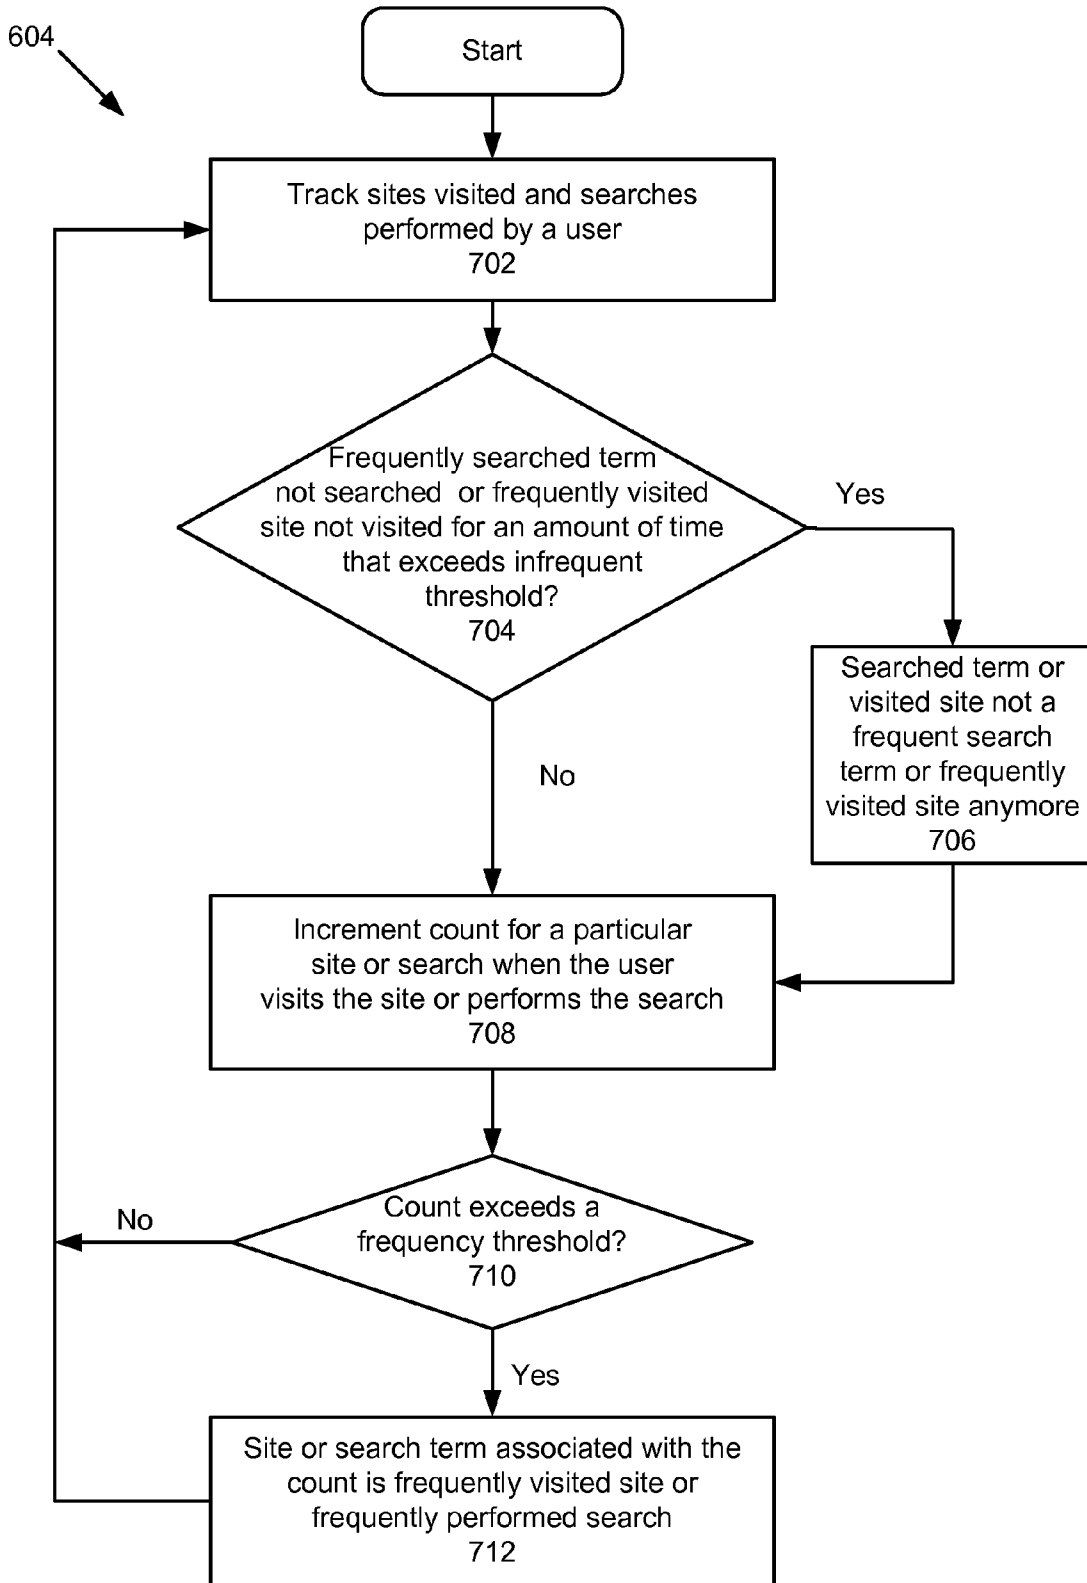 604
Start
Track sites visited and searches
performed by a user
702
Frequently searched term
not searched  or frequently visited
site not visited for an amount of time
that exceeds infrequent
threshold?
704
Yes
Searched term or
visited site not a
frequent search
term or frequently
visited site anymore
706
No
Increment count for a particular
site or search when the user
visits the site or performs the search
708
Count exceeds a
frequency threshold?
710
No
Yes
Site or search term associated with the
count is frequently visited site or
frequently performed search
712